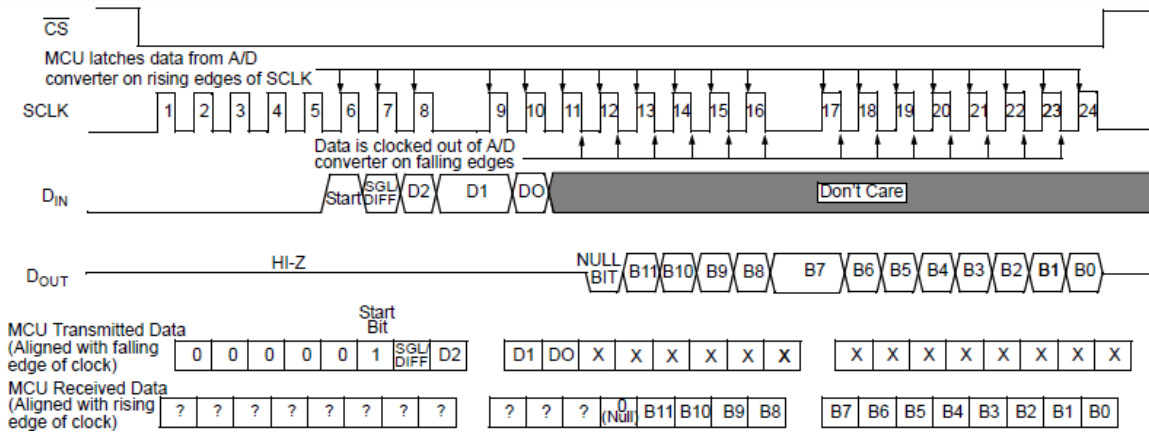 CS
MCU latches data from A/D
converter on rising edges of SCLK
SCLK 1 2 3 4 5 6 7 8 9 10 11 12 13 14 15 16 17 18 19 20 21 22 23 24
Data is clocked out of A/D
converter on falling edges
DIN Start SGL/ DIFF D2 D1 DO Don't Care
HI-Z
DOUT NULL BIT B11 B10 B9 B8 B7 B6 B5 B4 B3 B2 B1 B0
Start
Bit
MCU Transmitted Data
(Aligned with falling
edge of clock)
0 0 0 0 0 1 SGL/ DIFF D2 D1 DO X X X X X X X X X X X X X X
MCU Received Data
(Aligned with rising
edge of clock)
? ? ? ? ? ? ? ? ? ? ? 0 (Null) B11 B10 B9 B8 B7 B6 B5 B4 B3 B2 B1 B0